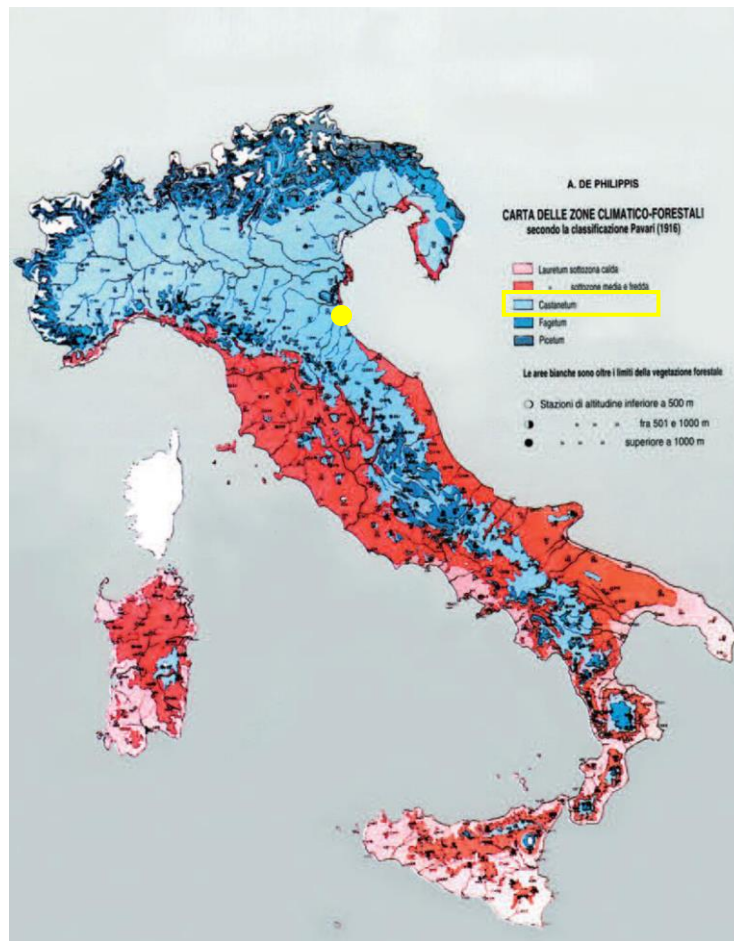 A. DE PHILIPPIS
CARTA DELLE ZONE CLIMATICO-FORESTALI
secondo la classificazione Pavari (1916)
Lauretum sottozona calda
" sottozone media e fredda
Castanetum
Fagetum
Picetum
Le aree bianche sono oltre i limiti della vegetazione forestale
Stazioni di altitudine inferiore a 500 m
" " " fra 501 e 1000 m
" " " superiore a 1000 m